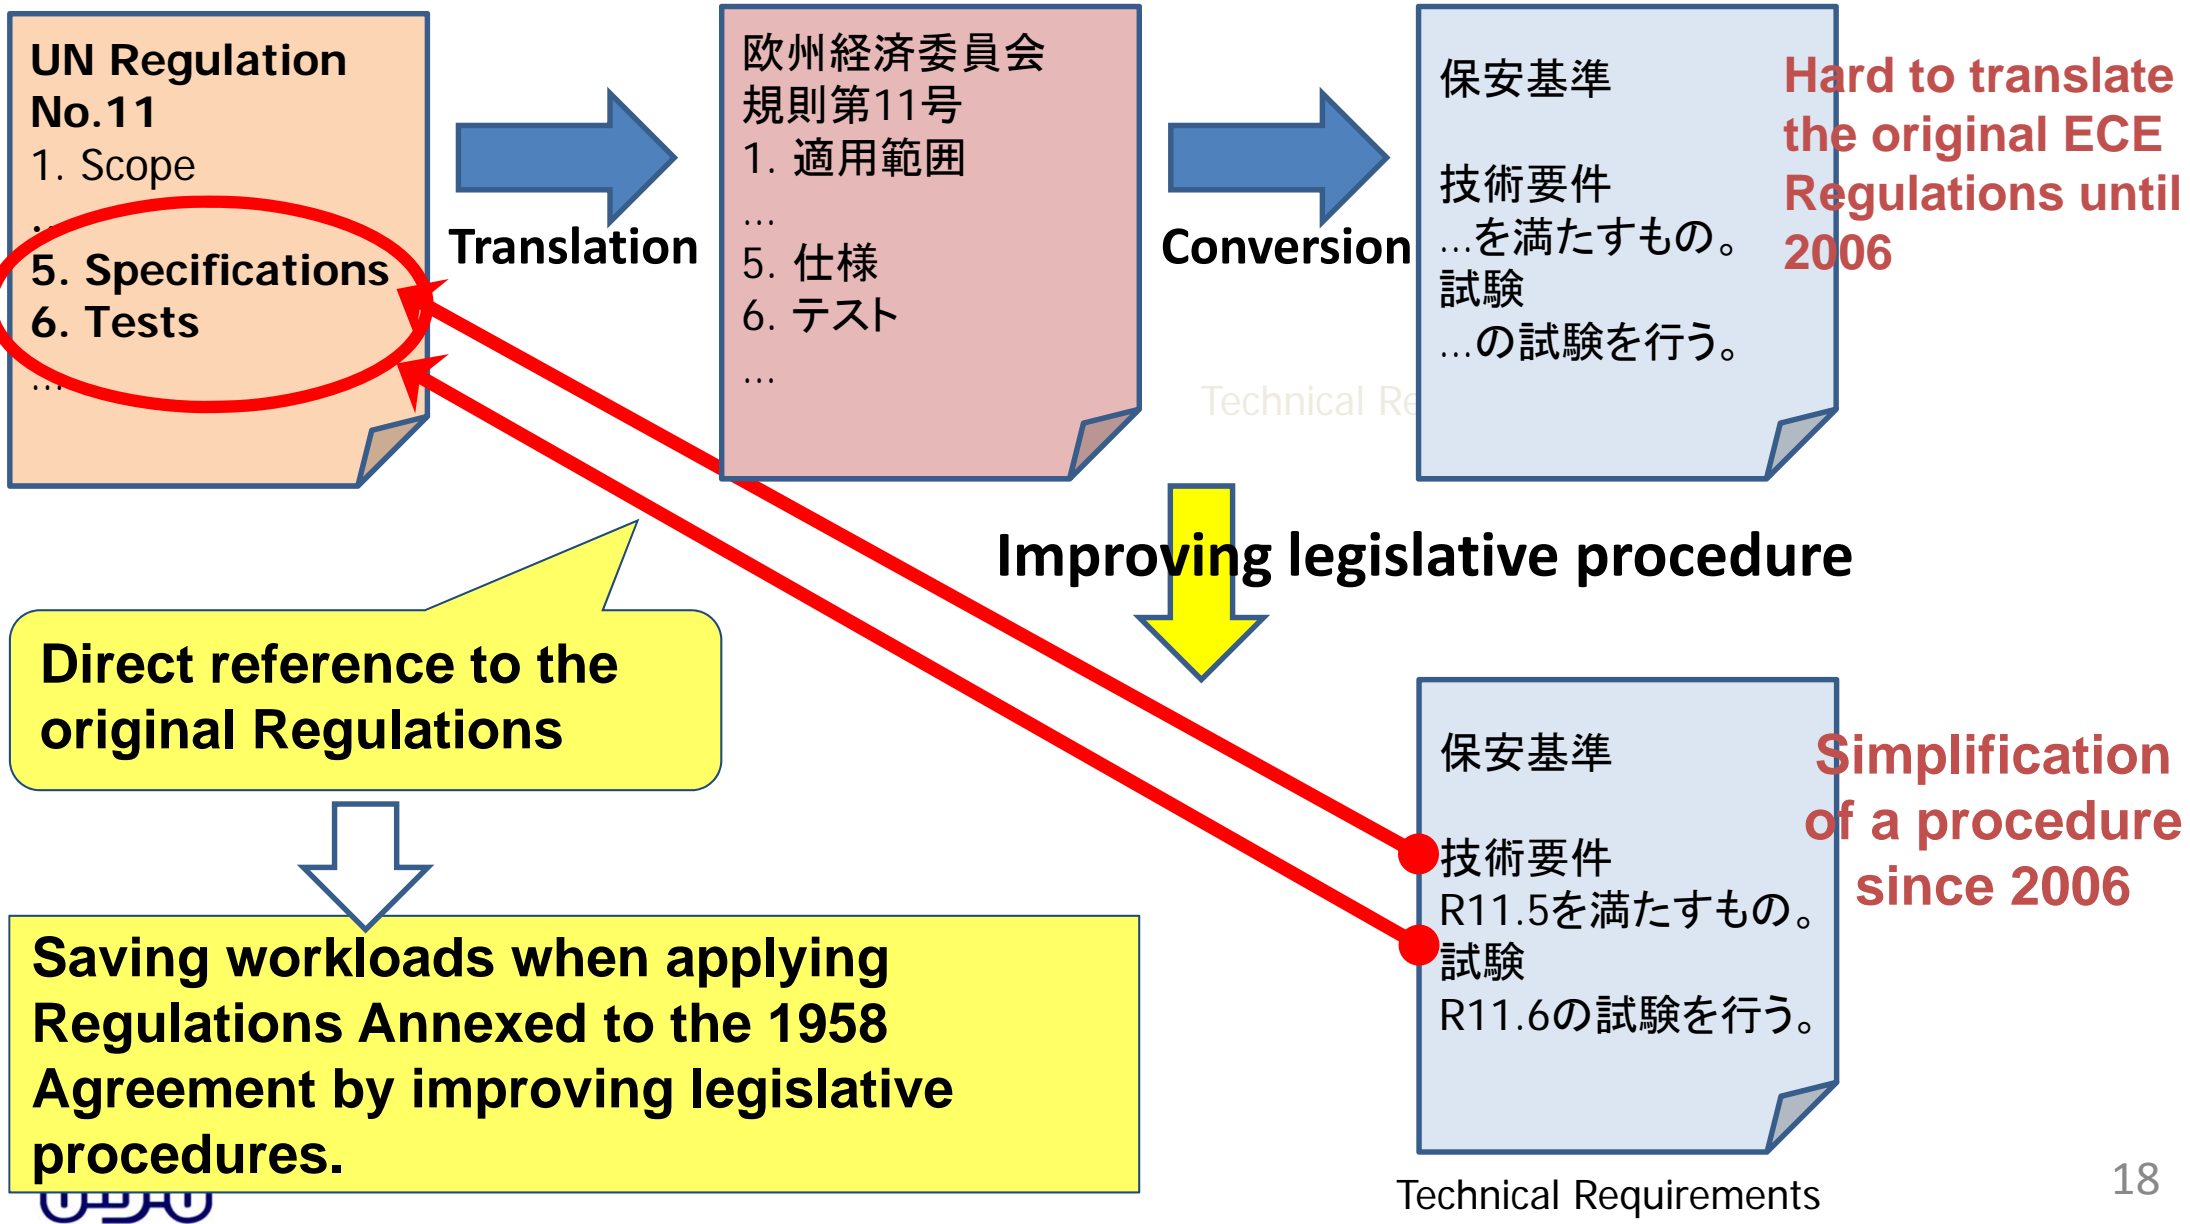 UN Regulation
No.11
1. Scope
...
5. Specifications
6. Tests
...
Translation
欧州経済委員会
規則第11号
1. 適用範囲
...
5. 仕様
6. テスト
...
Conversion
保安基準
技術要件
...を満たすもの。
試験
...の試験を行う。
Hard to translate
the original ECE
Regulations until
2006
Technical Re
Improving legislative procedure
Direct reference to the
original Regulations
Saving workloads when applying
Regulations Annexed to the 1958
Agreement by improving legislative
procedures.
保安基準
技術要件
R11.5を満たすもの。
試験
R11.6の試験を行う。
Simplification
of a procedure
since 2006
Technical Requirements
18